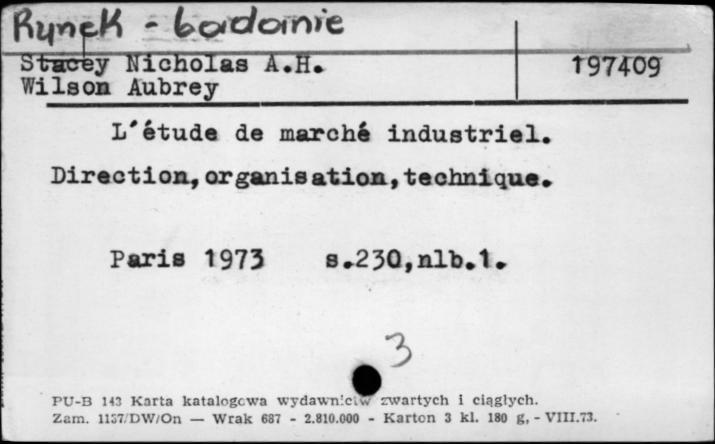 Rynek - badanie
Stacey Nicholas A.H. 197409
Wilson Aubrey
L'étude de marché industriel.
Direction,organisation,technique.
Paris 1973 s.230,nlb.1.
3
PU-B 143 Karta katalogowa wydawnictw zwartych i ciągłych.
Zam. 1137/DW/On — Wrak 687 - 2.810.000 - Karton 3 kl. 180 g, - VIII.73.